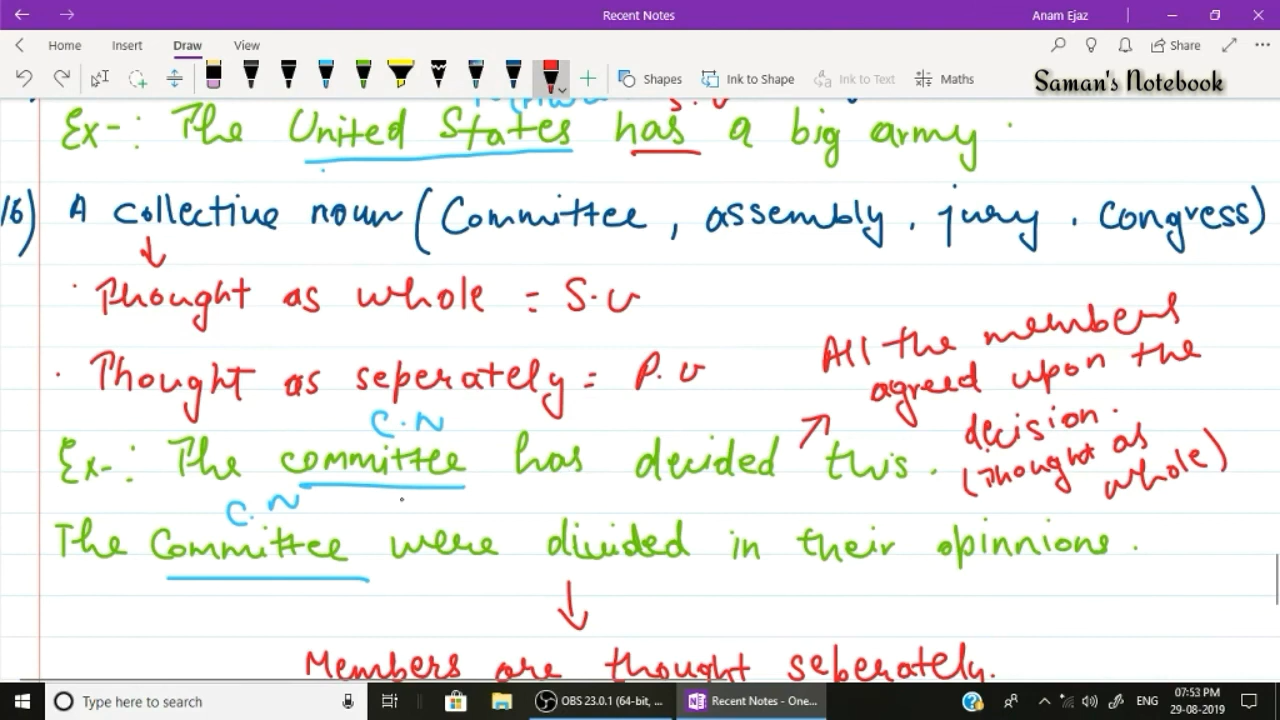 Recent Notes
Anam Ejaz
Home Insert Draw View
Share
Shapes
Ink to Shape
Ink to Text
Maths
Saman's Notebook
S.V
Ex-: The United States has a big army.
16) A collective noun (Committee, assembly, jury, congress)
· Thought as whole = S.V
· Thought as seperately = P.V
All the members
agreed upon the
decision.
(Thought as
whole)
C.N
Ex-: The committee has decided this.
C.N
The Committee were divided in their opinnions.
Members are thought seberately.
Type here to search
OBS 23.0.1 (64-bit, ...
Recent Notes - One...
ENG
07:53 PM
29-08-2019